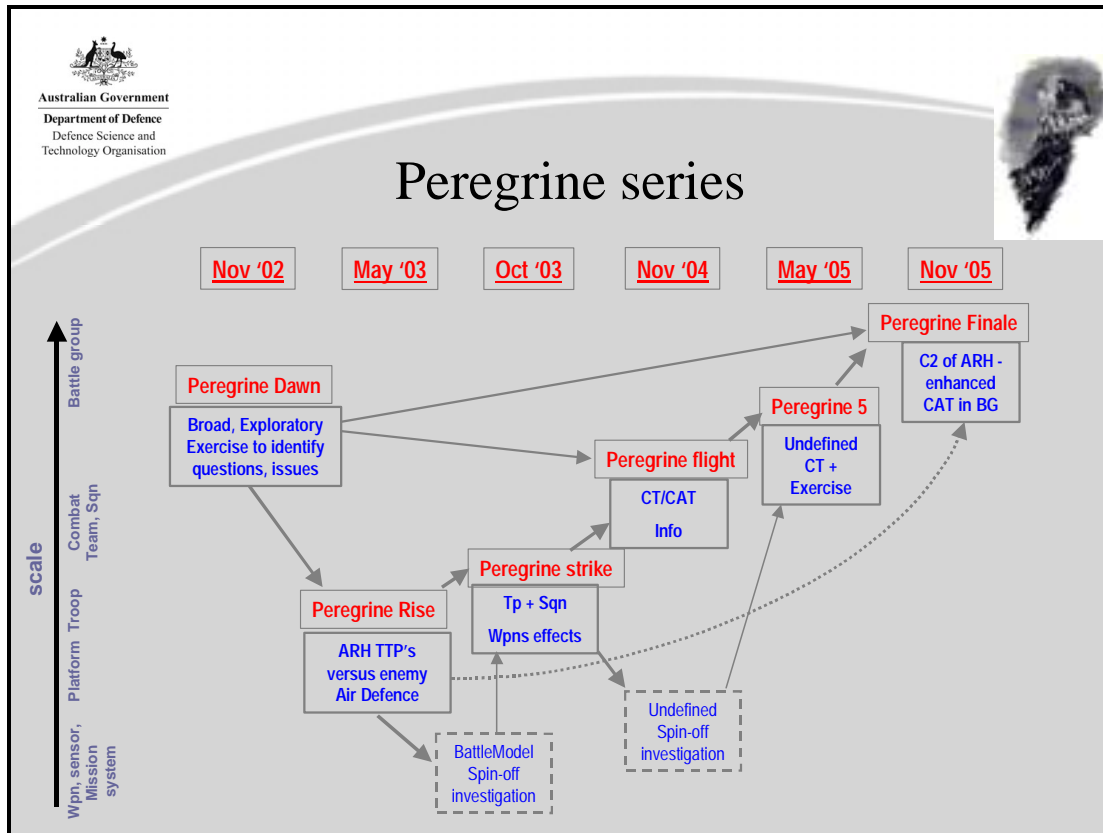 Australian Government
Department of Defence
Defence Science and
Technology Organisation
Peregrine series
Nov ‘02
May ‘03
Oct ‘03
Nov ‘04
May ‘05
Nov ‘05
scale
Battle group
Combat
Team, Sqn
Troop
Platform
Wpn, sensor,
Mission
system
Peregrine Dawn
Broad, Exploratory
Exercise to identify
questions, issues
Peregrine Rise
ARH TTP's
versus enemy
Air Defence
BattleModel
Spin-off
investigation
Peregrine strike
Tp + Sqn
Wpns effects
Undefined
Spin-off
investigation
Peregrine flight
CT/CAT
Info
Peregrine 5
Undefined
CT +
Exercise
Peregrine Finale
C2 of ARH -
enhanced
CAT in BG